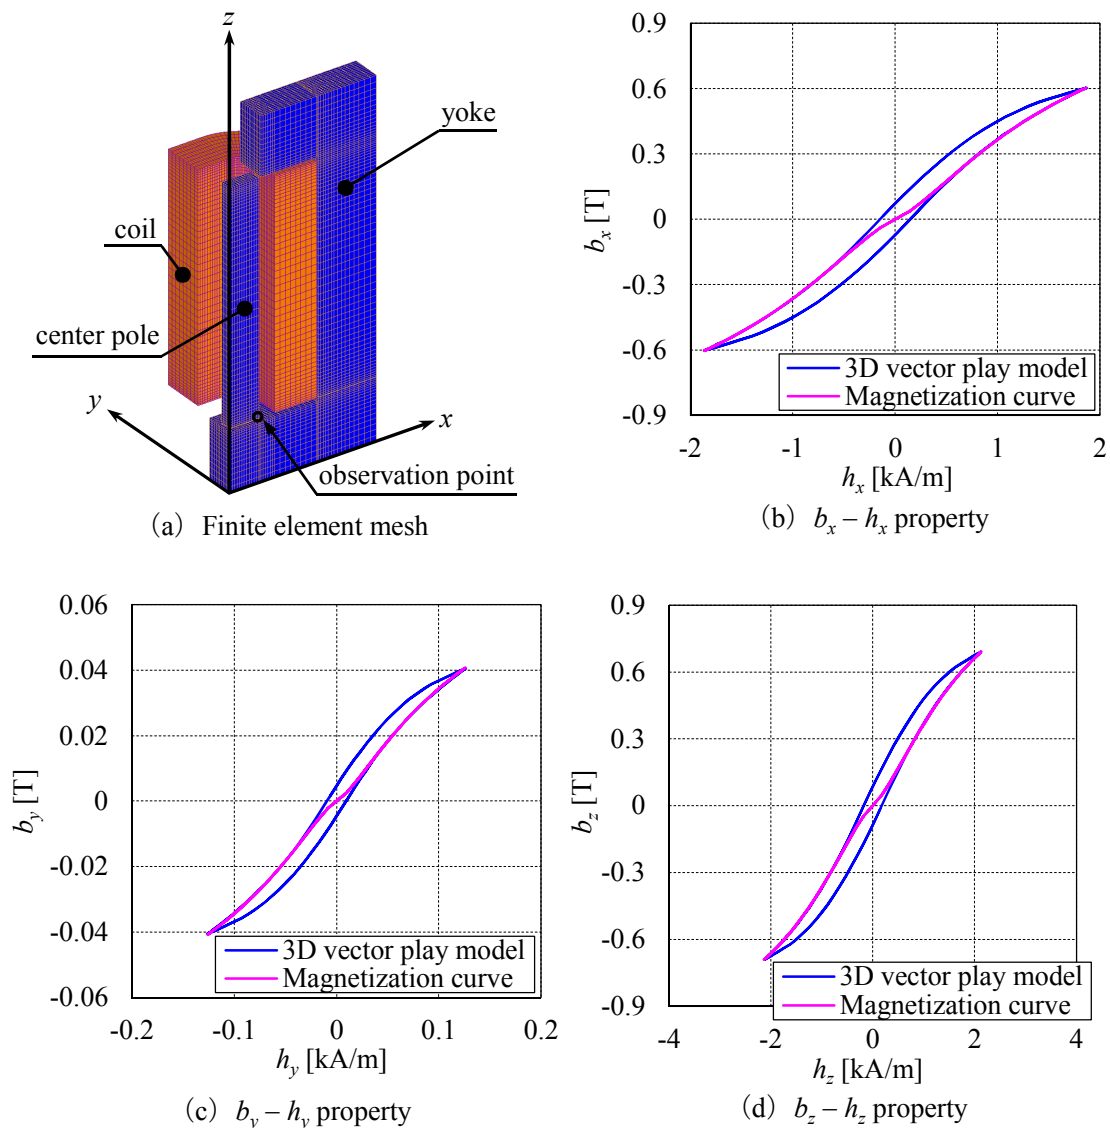 z
yoke
coil
center pole
y
x
observation point
(a) Finite element mesh
0.9
0.6
0.3
0
-0.3
-0.6
-0.9
bx [T]
3D vector play model
Magnetization curve
-2 -1 0 1 2
hx [kA/m]
(b) bx – hx property
0.06
0.04
0.02
0
-0.02
-0.04
-0.06
by [T]
3D vector play model
Magnetization curve
-0.2 -0.1 0 0.1 0.2
hy [kA/m]
(c) by – hy property
0.9
0.6
0.3
0
-0.3
-0.6
-0.9
bz [T]
3D vector play model
Magnetization curve
-4 -2 0 2 4
hz [kA/m]
(d) bz – hz property